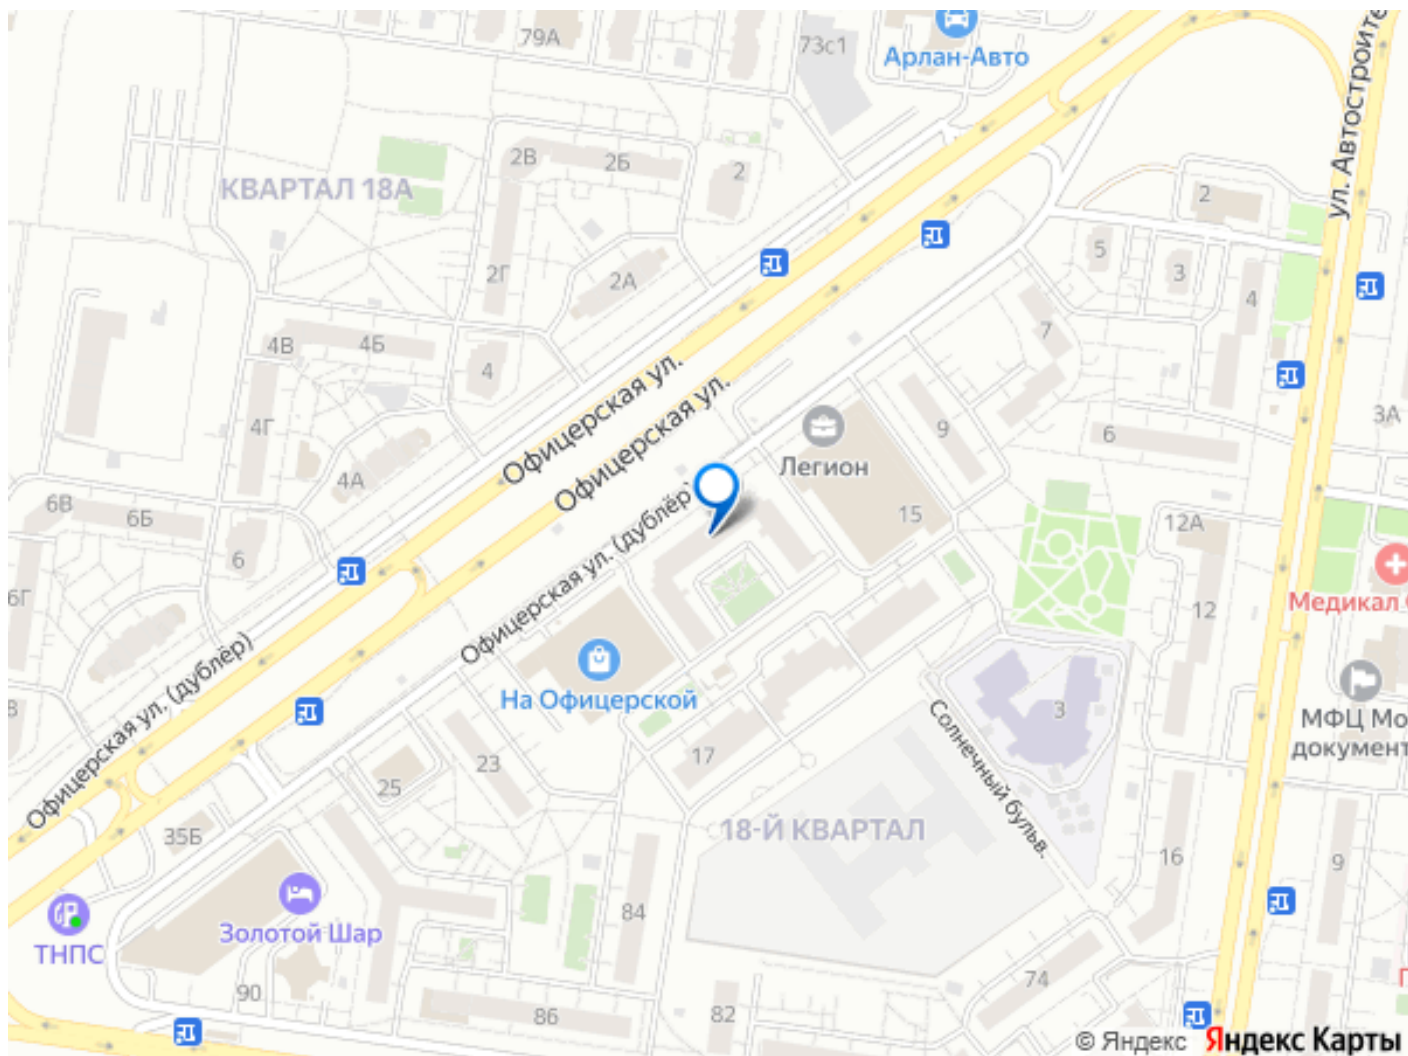 79А
73с1
Арлан-Авто
ул. Автостроите
2В
2Б
2
КВАРТАЛ 18А
2
5
3
4
2Г
2А
7
4В
4Б
4
Офицерская ул.
Офицерская ул.
3А
9
6
4Г
Легион
4А
6В
6Б
15
12А
6
Офицерская ул. (дублёр)
6Г
12
Медикал
3
На Офицерской
МФЦ Мо
документ
Офицерская ул. (дублёр)
8
17
23
25
Солнечный бульв.
35Б
18-Й КВАРТАЛ
16
9
84
Золотой Шар
ТНПС
74
90
86
82
© Яндекс Яндекс Карты